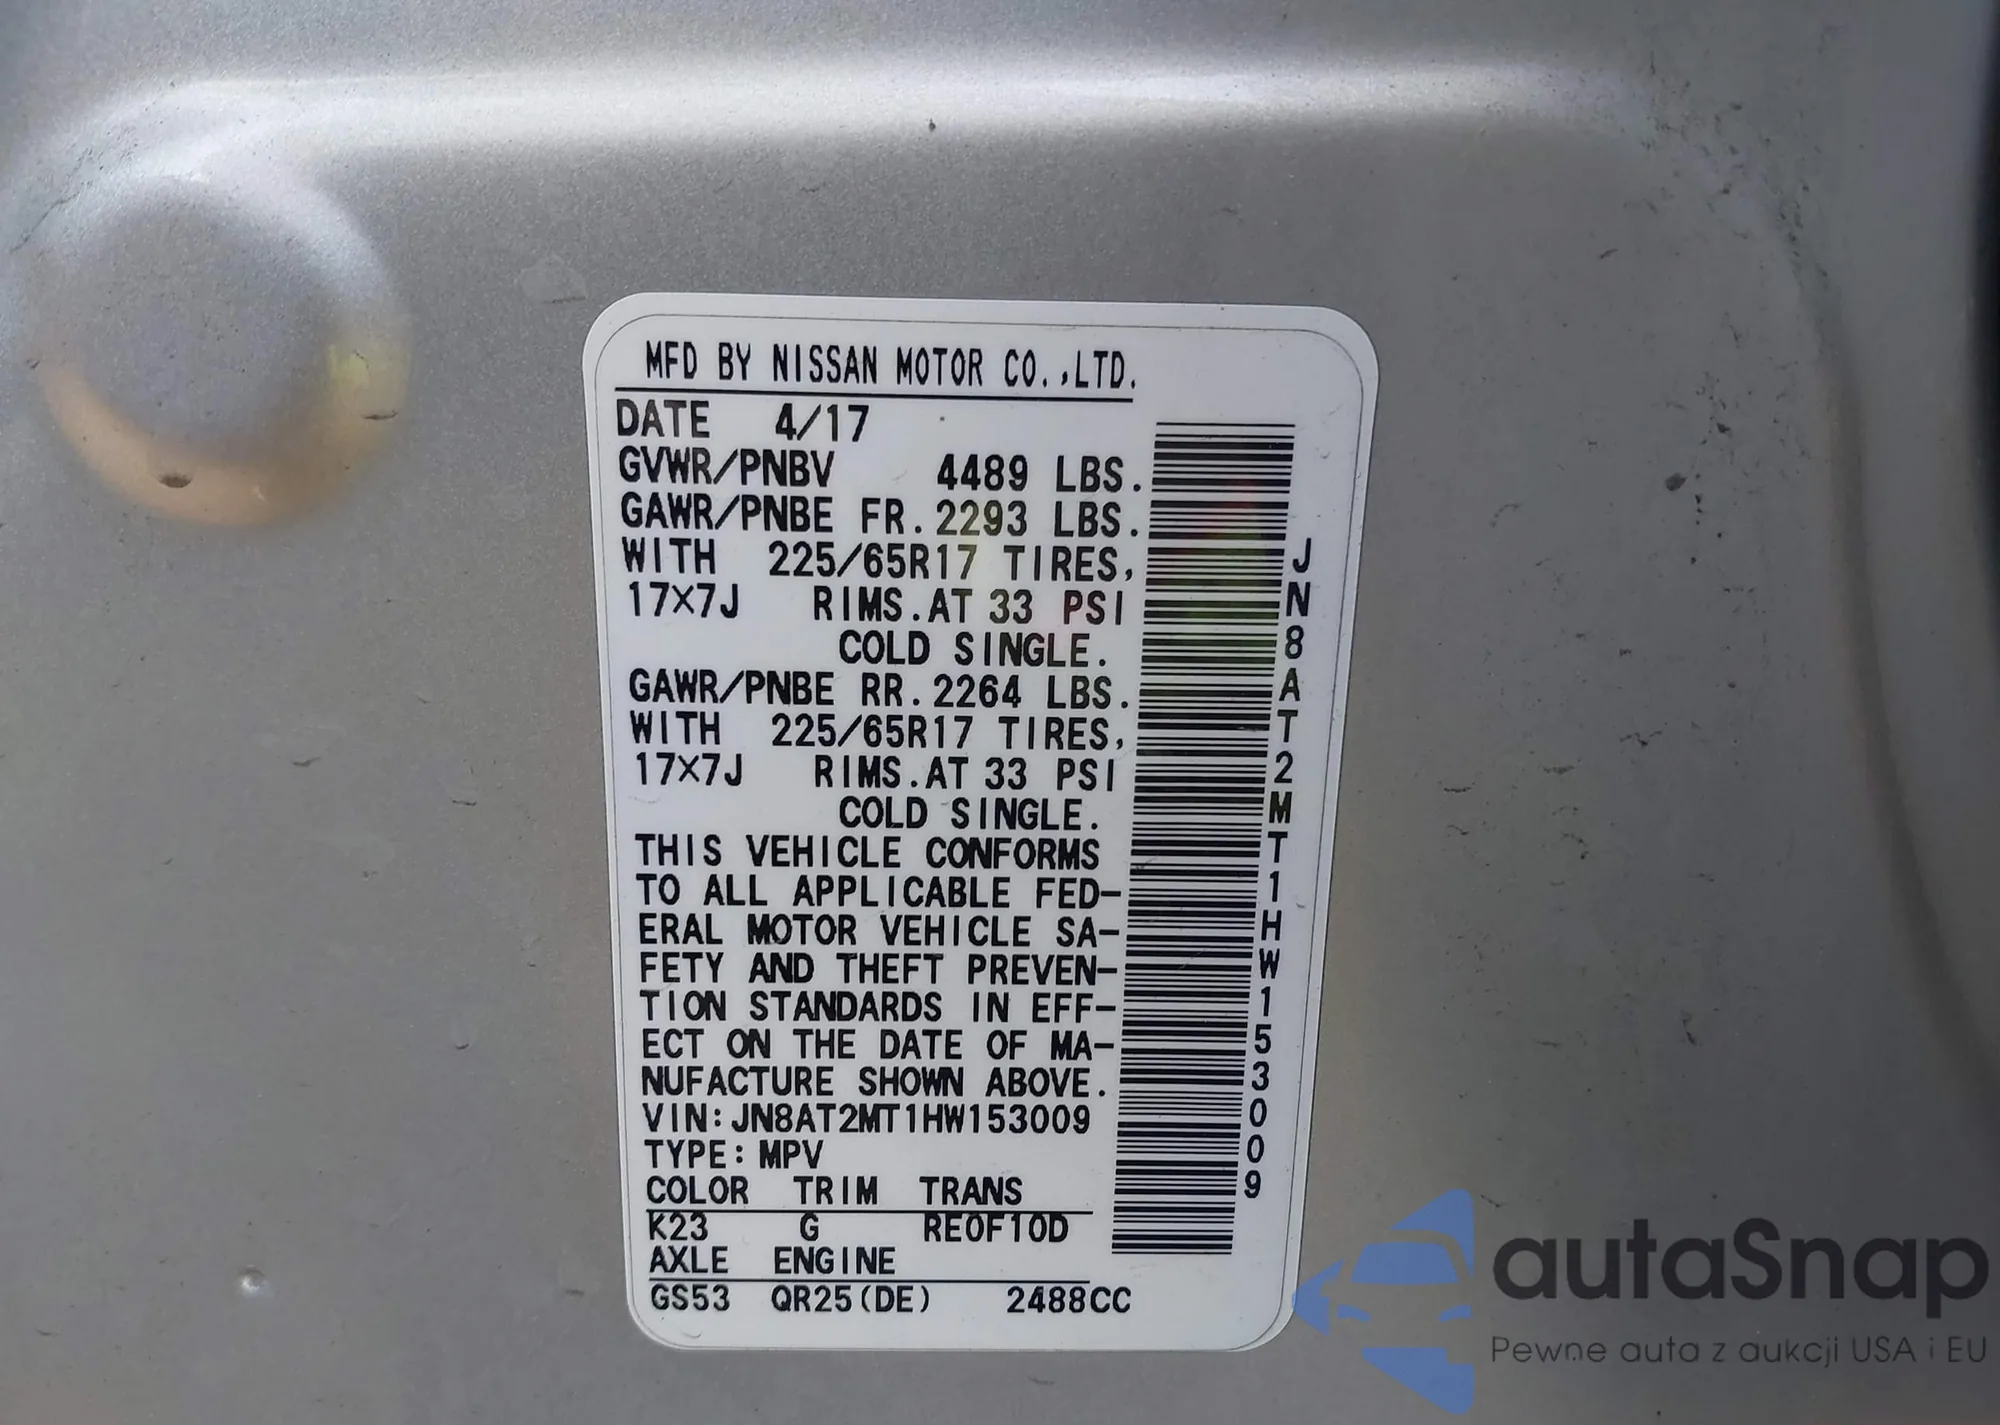 MFD BY NISSAN MOTOR CO.,LTD.
DATE 4/17
GVWR/PNBV 4489 LBS.
GAWR/PNBE FR.2293 LBS.
WITH 225/65R17 TIRES,
17X7J RIMS.AT 33 PSI
COLD SINGLE.
GAWR/PNBE RR.2264 LBS.
WITH 225/65R17 TIRES,
17X7J RIMS.AT 33 PSI
COLD SINGLE.
THIS VEHICLE CONFORMS
TO ALL APPLICABLE FED-
ERAL MOTOR VEHICLE SA-
FETY AND THEFT PREVEN-
TION STANDARDS IN EFF-
ECT ON THE DATE OF MA-
NUFACTURE SHOWN ABOVE.
VIN:JN8AT2MT1HW153009
TYPE:MPV
COLOR TRIM TRANS
K23 G RE0F10D
AXLE ENGINE
GS53 QR25(DE) 2488CC
JN8AT2MT1HW153009
autaSnap
Pewne auta z aukcji USA i EU